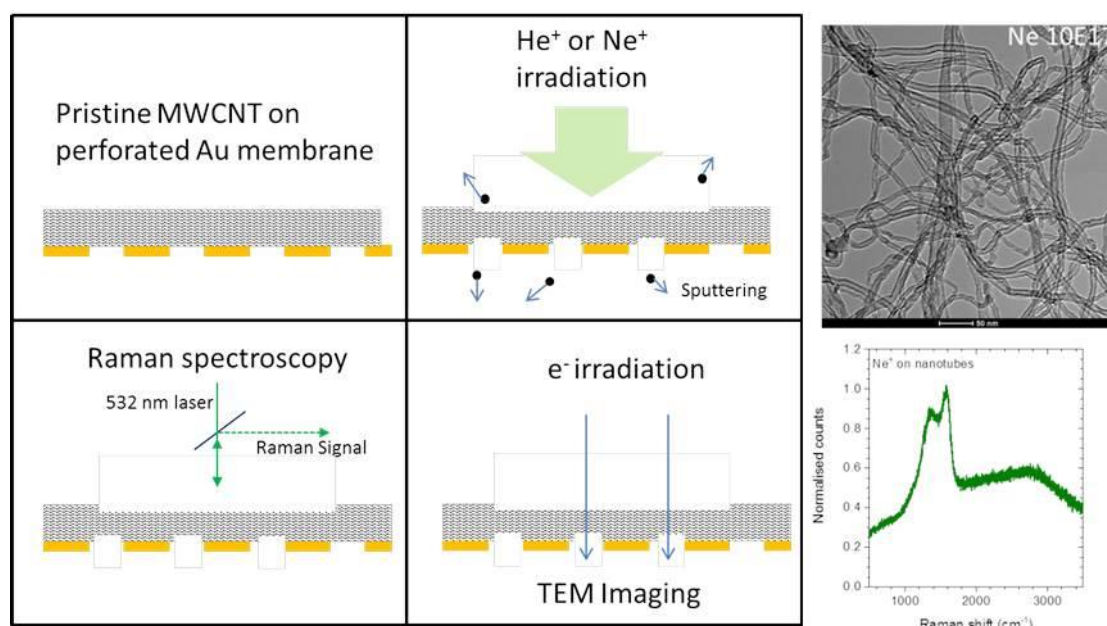 Pristine MWCNT on
perforated Au membrane
He⁺ or Ne⁺
irradiation
Sputtering
Raman spectroscopy
532 nm laser
Raman Signal
e⁻ irradiation
TEM Imaging
Ne 10E17
50 nm
Ne⁺ on nanotubes
Normalised counts
1.2
1.0
0.8
0.6
0.4
0.2
0.0
1000 2000 3000
Raman shift (cm⁻¹)